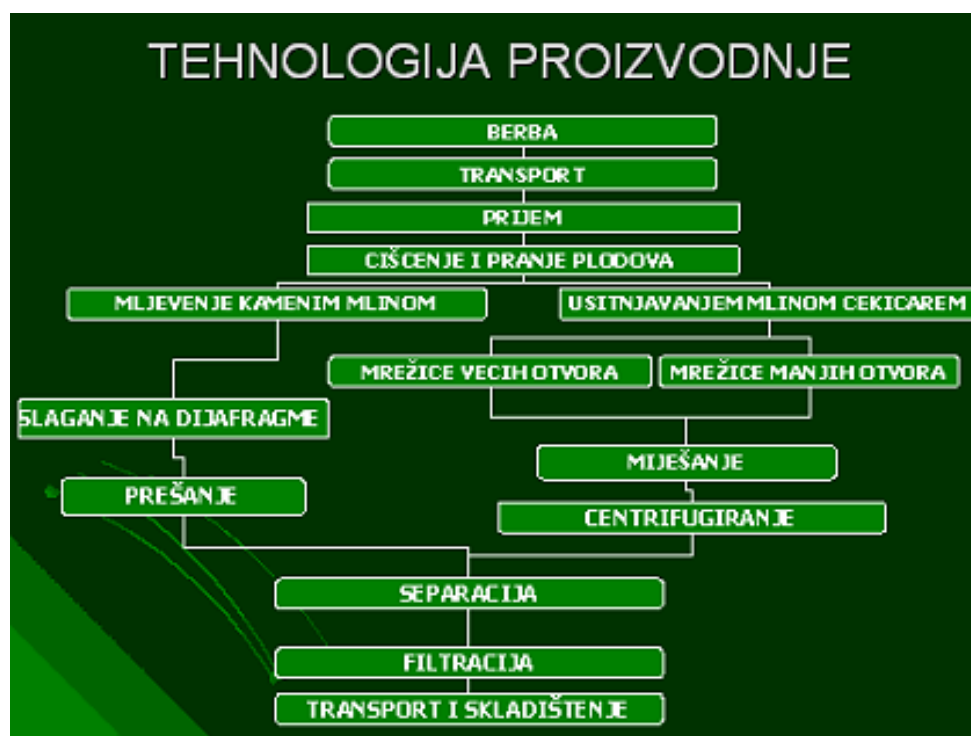 TEHNOLOGIJA PROIZVODNJE
BERBA
TRANSPORT
PRIJEM
CIŠCENJE I PRANJE PLODOVA
MLJEVENJE KAMENIM MLINOM
USITNJAVANJEM MLINOM CEKICAREM
MREŽICE VECIH OTVORA
MREŽICE MANJIH OTVORA
SLAGANJE NA DIJAFRAGME
MIJEŠANJE
PREŠANJE
CENTRIFUGIRANJE
SEPARACIJA
FILTRACIJA
TRANSPORT I SKLADIŠTENJE